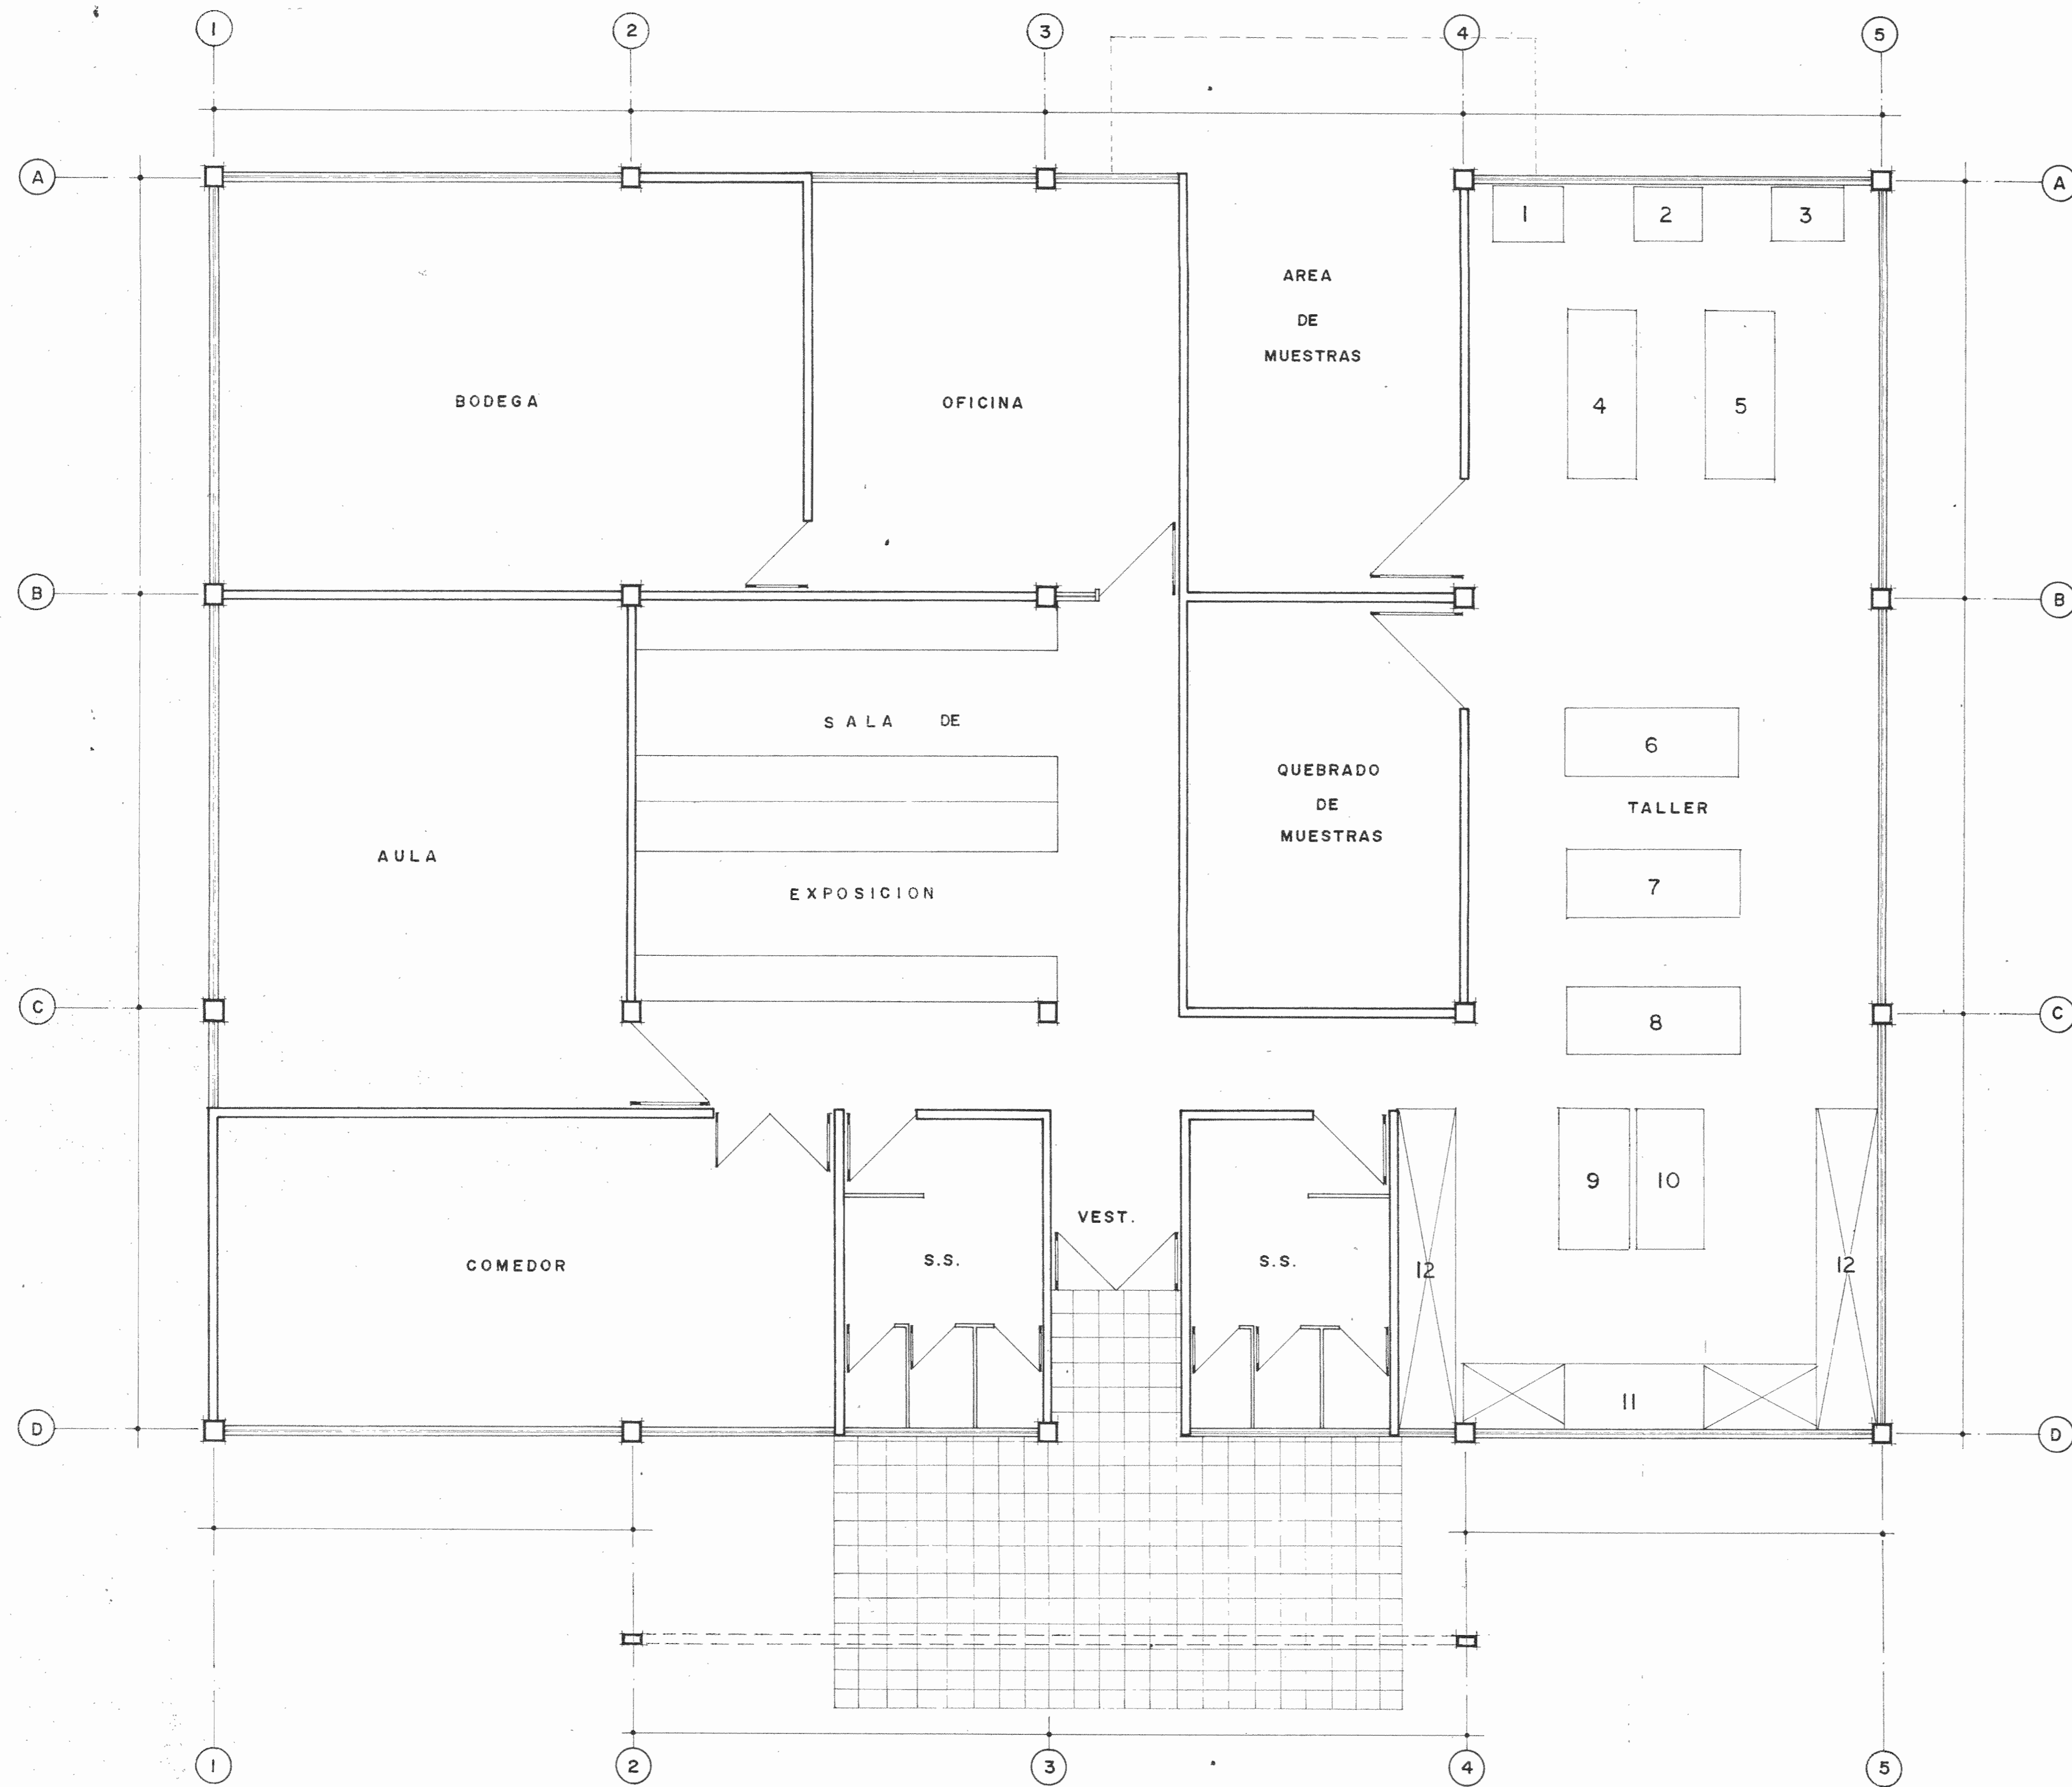 1 2 3 4 5
A A
1 2 3
AREA
DE
MUESTRAS
4 5
BODEGA
OFICINA
B B
SALA DE
6
QUEBRADO
DE
MUESTRAS
TALLER
AULA
7
EXPOSICION
C C
8
9 10
VEST.
COMEDOR
S.S.
S.S.
12
12
11
D D
1 2 3 4 5